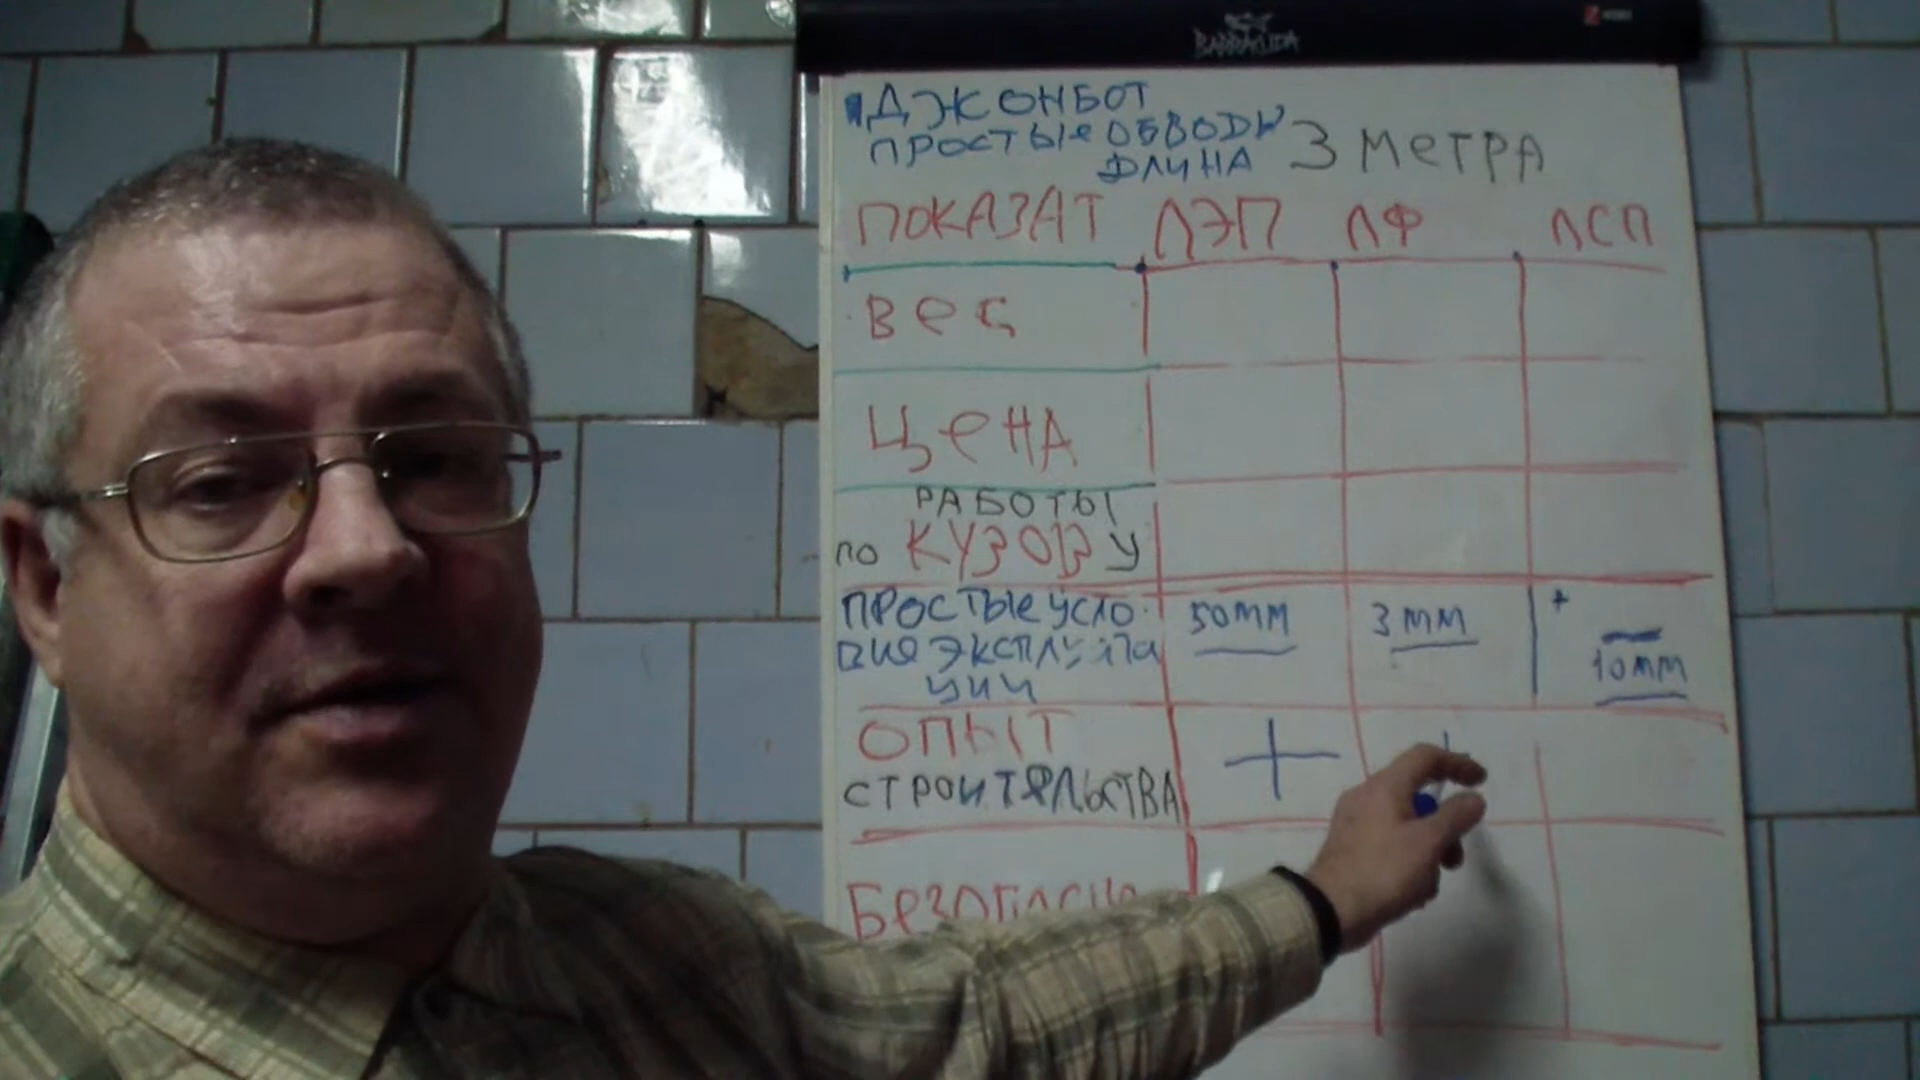 BARRACUDA
ДЖОНБОТ
ПРОСТЫЕ ОБВОДЫ
ДЛИНА 3 МЕТРА
ПОКАЗАТ ЛЭП ЛФ ЛСП
ВЕС
ЦЕНА
РАБОТЫ
ПО КУЗОВУ
ПРОСТЫЕ УСЛО 50ММ 3ММ + −
ВИЯ ЭКСПЛУАТА 10ММ
ЦИИ
ОПЫТ + +
СТРОИТЕЛЬСТВА
БЕЗОПАСН